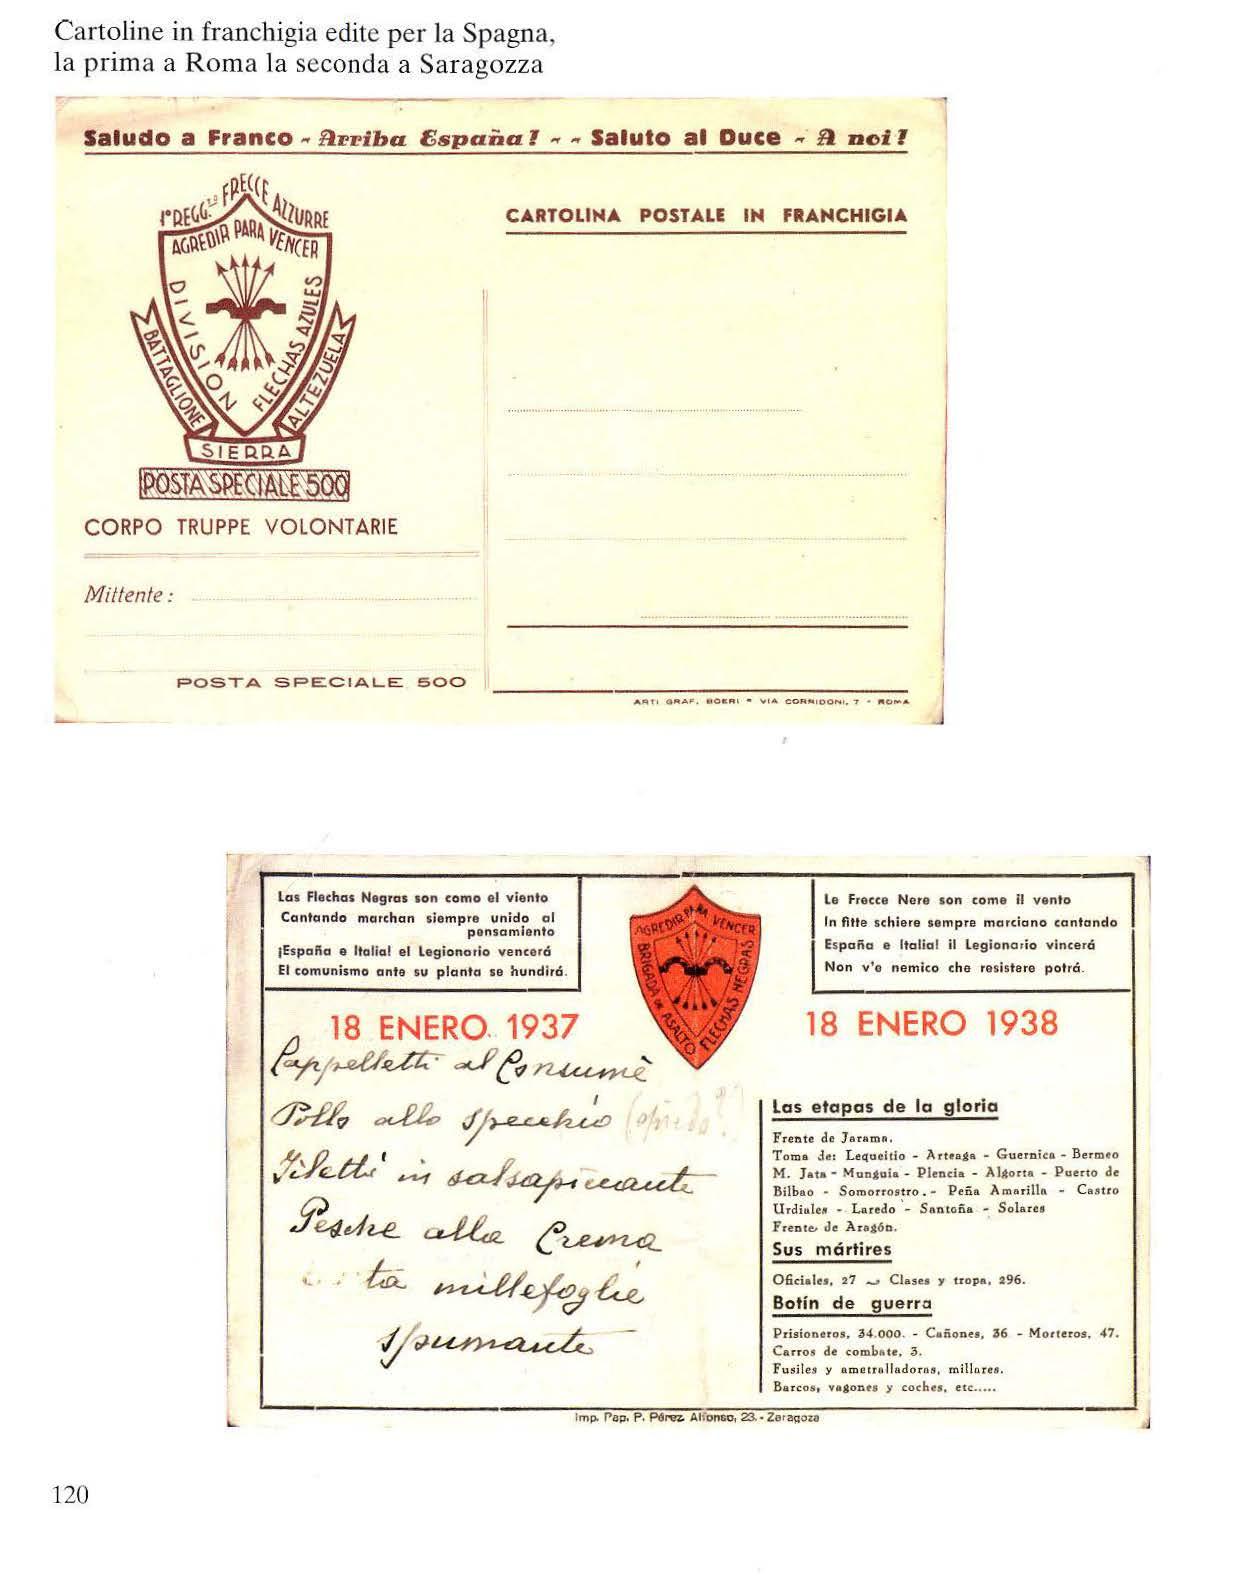 Cartoline in franchigia edite per la Spagna,
la prima a Roma la seconda a Saragozza
Saludo a Franco - Arriba España! - - Saluto al Duce - A noi!
1° REGG.TO FRECCE AZZURRE
AGREDIR PARA VENCER
DIVISION FLECHAS AZULES
BATTAGLIONE
SIERRA
ALTEZUELA
POSTA SPECIALE 500
CORPO TRUPPE VOLONTARIE
Mittente:
POSTA SPECIALE 500
CARTOLINA POSTALE IN FRANCHIGIA
ARTI GRAF. BOERI - VIA CORRIDONI, 7 - ROMA
Las Flechas Negras son como el viento
Cantando marchan siempre unido al
pensamiento
¡España e Italia! el Legionario vencerá
El comunismo ante su planta se hundirá.
AGREDIR PARA VENCER
BRIGADA DE ASALTO FLECHAS NEGRAS
Le Frecce Nere son come il vento
In fitte schiere sempre marciano cantando
España e Italia! il Legionario vincerá
Non v'e nemico che resistere potrá.
18 ENERO. 1937
18 ENERO 1938
Cappelletti al Consumè
Pollo allo specchio
Filetti in salsapiccante
Pesche alla Crema
millefoglie
spumante
Las etapas de la gloria
Frente de Jarama.
Toma de: Lequeitio - Arteaga - Guernica - Bermeo
M. Jata - Munguia - Plencia - Algorta - Puerto de
Bilbao - Somorrostro. - Peña Amarilla - Castro
Urdiales - Laredo - Santoña - Solares
Frente de Aragón.
Sus mártires
Oficiales, 27 - Clases y tropa, 296.
Botín de guerra
Prisioneros, 34.000. - Cañones, 36 - Morteros, 47.
Carros de combate, 3.
Fusiles y ametralladoras, millares.
Barcos, vagones y coches, etc.....
Imp. Pap. P. Pérez Alfonso, 23. - Zaragoza
120